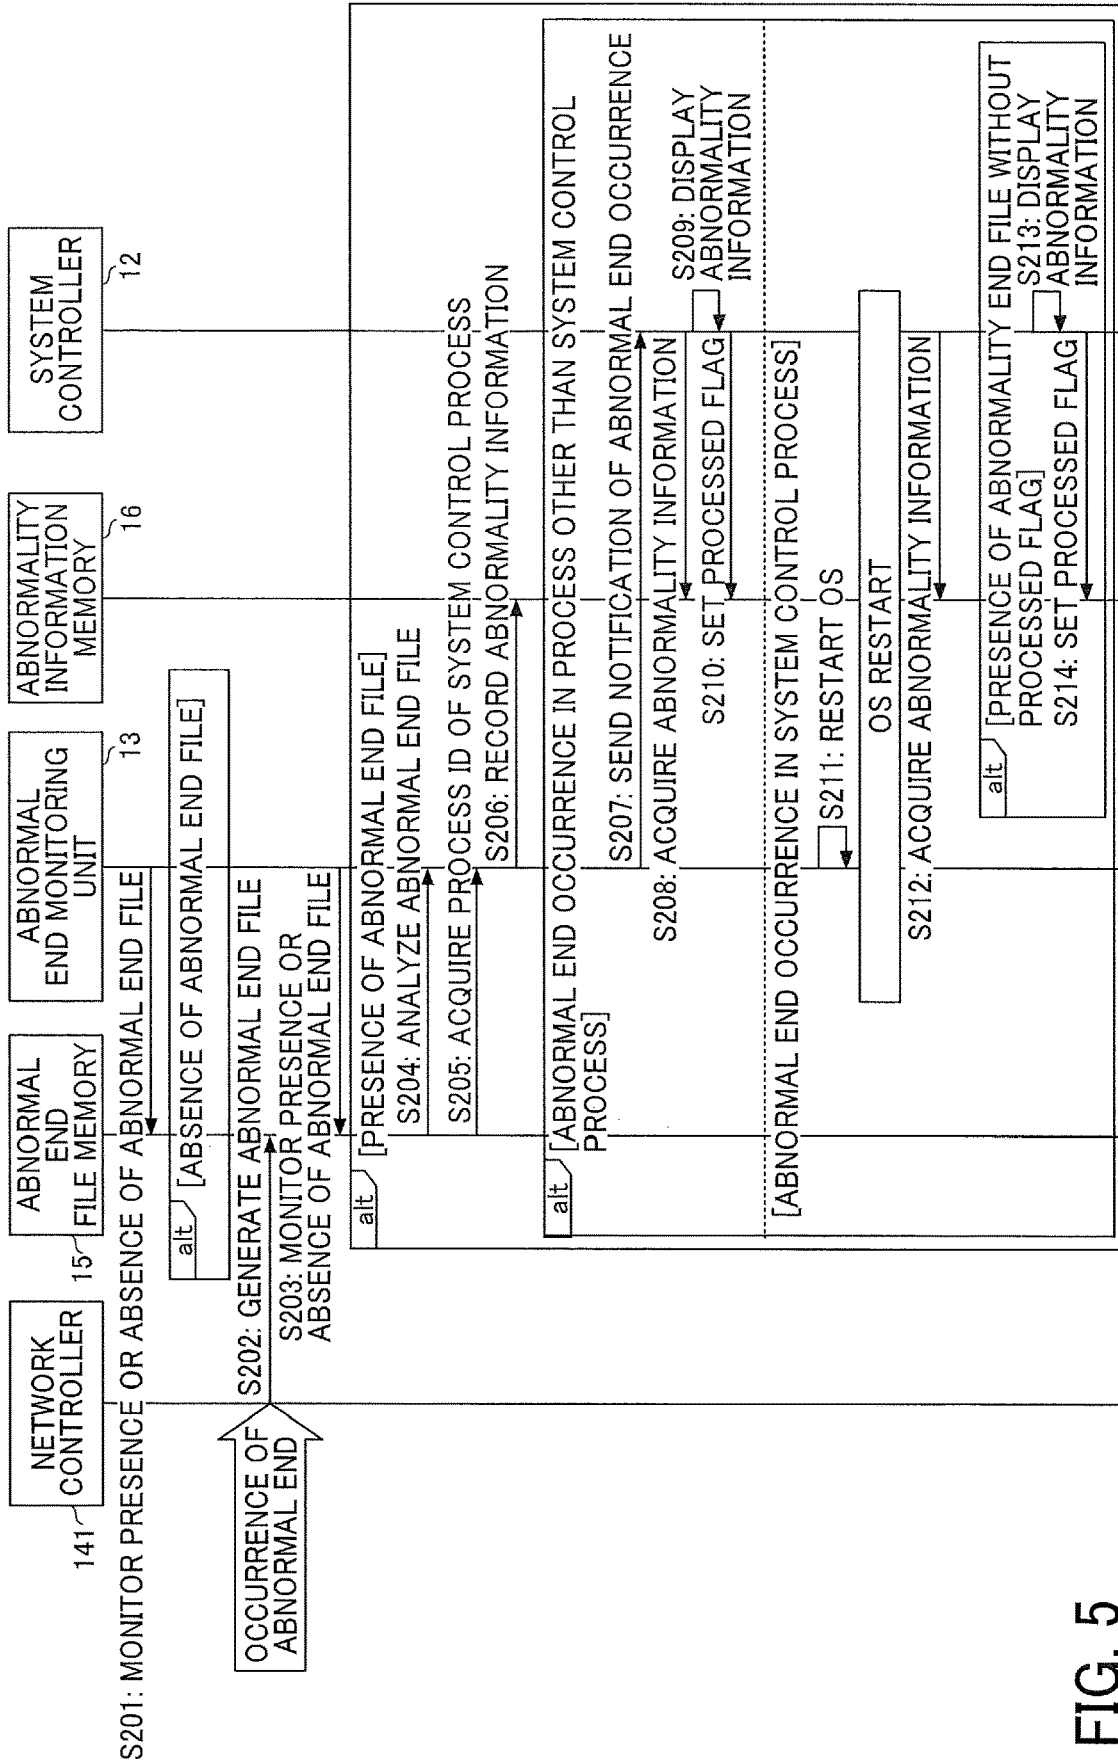 FIG. 5
NETWORK
CONTROLLER
141
ABNORMAL
END
FILE MEMORY
15
ABNORMAL
END MONITORING
UNIT
13
ABNORMALITY
INFORMATION
MEMORY
16
SYSTEM
CONTROLLER
12
S201: MONITOR PRESENCE OR ABSENCE OF ABNORMAL END FILE
alt
[ABSENCE OF ABNORMAL END FILE]
OCCURRENCE OF
ABNORMAL END
S202: GENERATE ABNORMAL END FILE
S203: MONITOR PRESENCE OR
ABSENCE OF ABNORMAL END FILE
alt
[PRESENCE OF ABNORMAL END FILE]
S204: ANALYZE ABNORMAL END FILE
S205: ACQUIRE PROCESS ID OF SYSTEM CONTROL PROCESS
S206: RECORD ABNORMALITY INFORMATION
alt
[ABNORMAL END OCCURRENCE IN PROCESS OTHER THAN SYSTEM CONTROL
PROCESS]
S207: SEND NOTIFICATION OF ABNORMAL END OCCURRENCE
S208: ACQUIRE ABNORMALITY INFORMATION
S209: DISPLAY
ABNORMALITY
INFORMATION
S210: SET PROCESSED FLAG
[ABNORMAL END OCCURRENCE IN SYSTEM CONTROL PROCESS]
S211: RESTART OS
OS RESTART
S212: ACQUIRE ABNORMALITY INFORMATION
alt
[PRESENCE OF ABNORMALITY END FILE WITHOUT
PROCESSED FLAG]
S213: DISPLAY
ABNORMALITY
INFORMATION
S214: SET PROCESSED FLAG